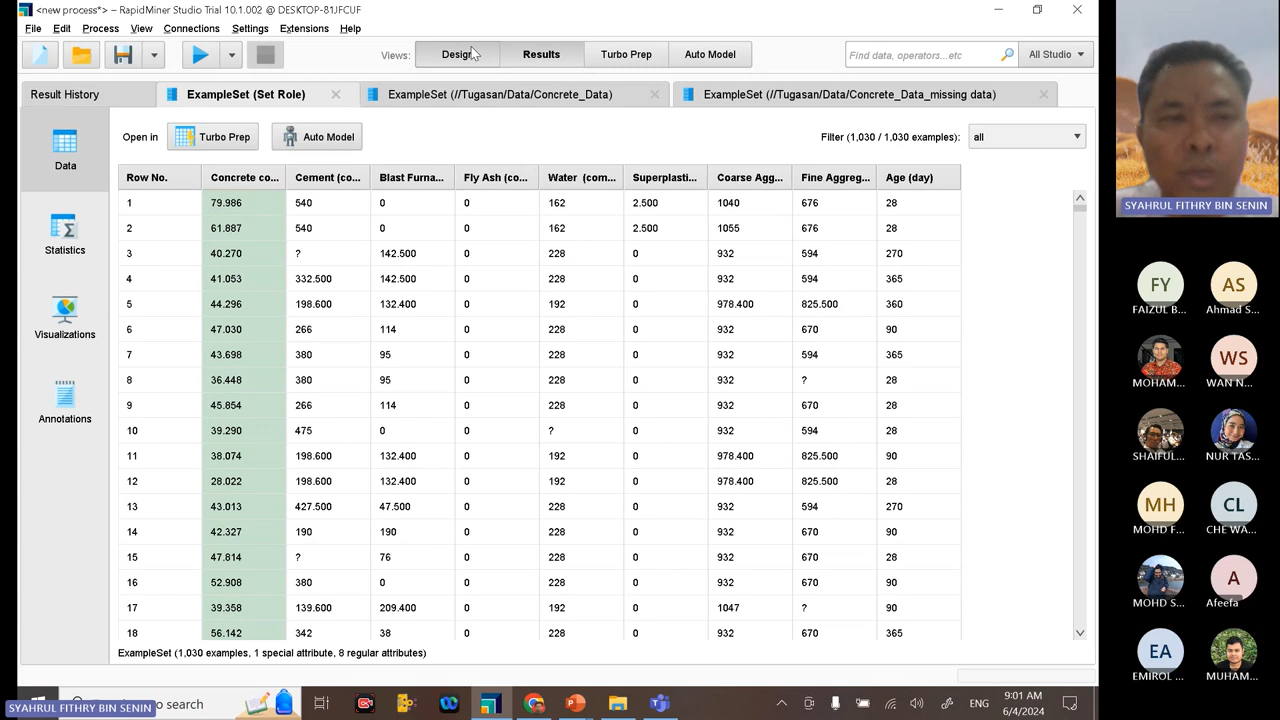 <new process*> – RapidMiner Studio Trial 10.1.002 @ DESKTOP-81JFCUF
File Edit Process View Connections Settings Extensions Help
Views: Design Results Turbo Prep Auto Model Find data, operators...etc All Studio
Result History ExampleSet (Set Role) ExampleSet (//Tugasan/Data/Concrete_Data) ExampleSet (//Tugasan/Data/Concrete_Data_missing data)
Open in Turbo Prep Auto Model Filter (1,030 / 1,030 examples): all
Data
Statistics
Visualizations
Annotations
Row No. Concrete co... Cement (co... Blast Furna... Fly Ash (co... Water (com... Superplasti... Coarse Agg... Fine Aggreg... Age (day)
1 79.986 540 0 0 162 2.500 1040 676 28
2 61.887 540 0 0 162 2.500 1055 676 28
3 40.270 ? 142.500 0 228 0 932 594 270
4 41.053 332.500 142.500 0 228 0 932 594 365
5 44.296 198.600 132.400 0 192 0 978.400 825.500 360
6 47.030 266 114 0 228 0 932 670 90
7 43.698 380 95 0 228 0 932 594 365
8 36.448 380 95 0 228 0 932 ? 28
9 45.854 266 114 0 228 0 932 670 28
10 39.290 475 0 0 ? 0 932 594 28
11 38.074 198.600 132.400 0 192 0 978.400 825.500 90
12 28.022 198.600 132.400 0 192 0 978.400 825.500 28
13 43.013 427.500 47.500 0 228 0 932 594 270
14 42.327 190 190 0 228 0 932 670 90
15 47.814 ? 76 0 228 0 932 670 28
16 52.908 380 0 0 228 0 932 670 90
17 39.358 139.600 209.400 0 192 0 1047 ? 90
18 56.142 342 38 0 228 0 932 670 365
ExampleSet (1,030 examples, 1 special attribute, 8 regular attributes)
SYAHRUL FITHRY BIN SENIN
FY AS
FAIZUL B... Ahmad S...
WS
MOHAM... WAN N...
SHAIFUL... NUR TAS...
MH CL
MOHD F... CHE WA...
A
MOHD S... Afeefa
EA
EMIROL ... MUHAM...
SYAHRUL FITHRY BIN SENIN
search
ENG
9:01 AM
6/4/2024